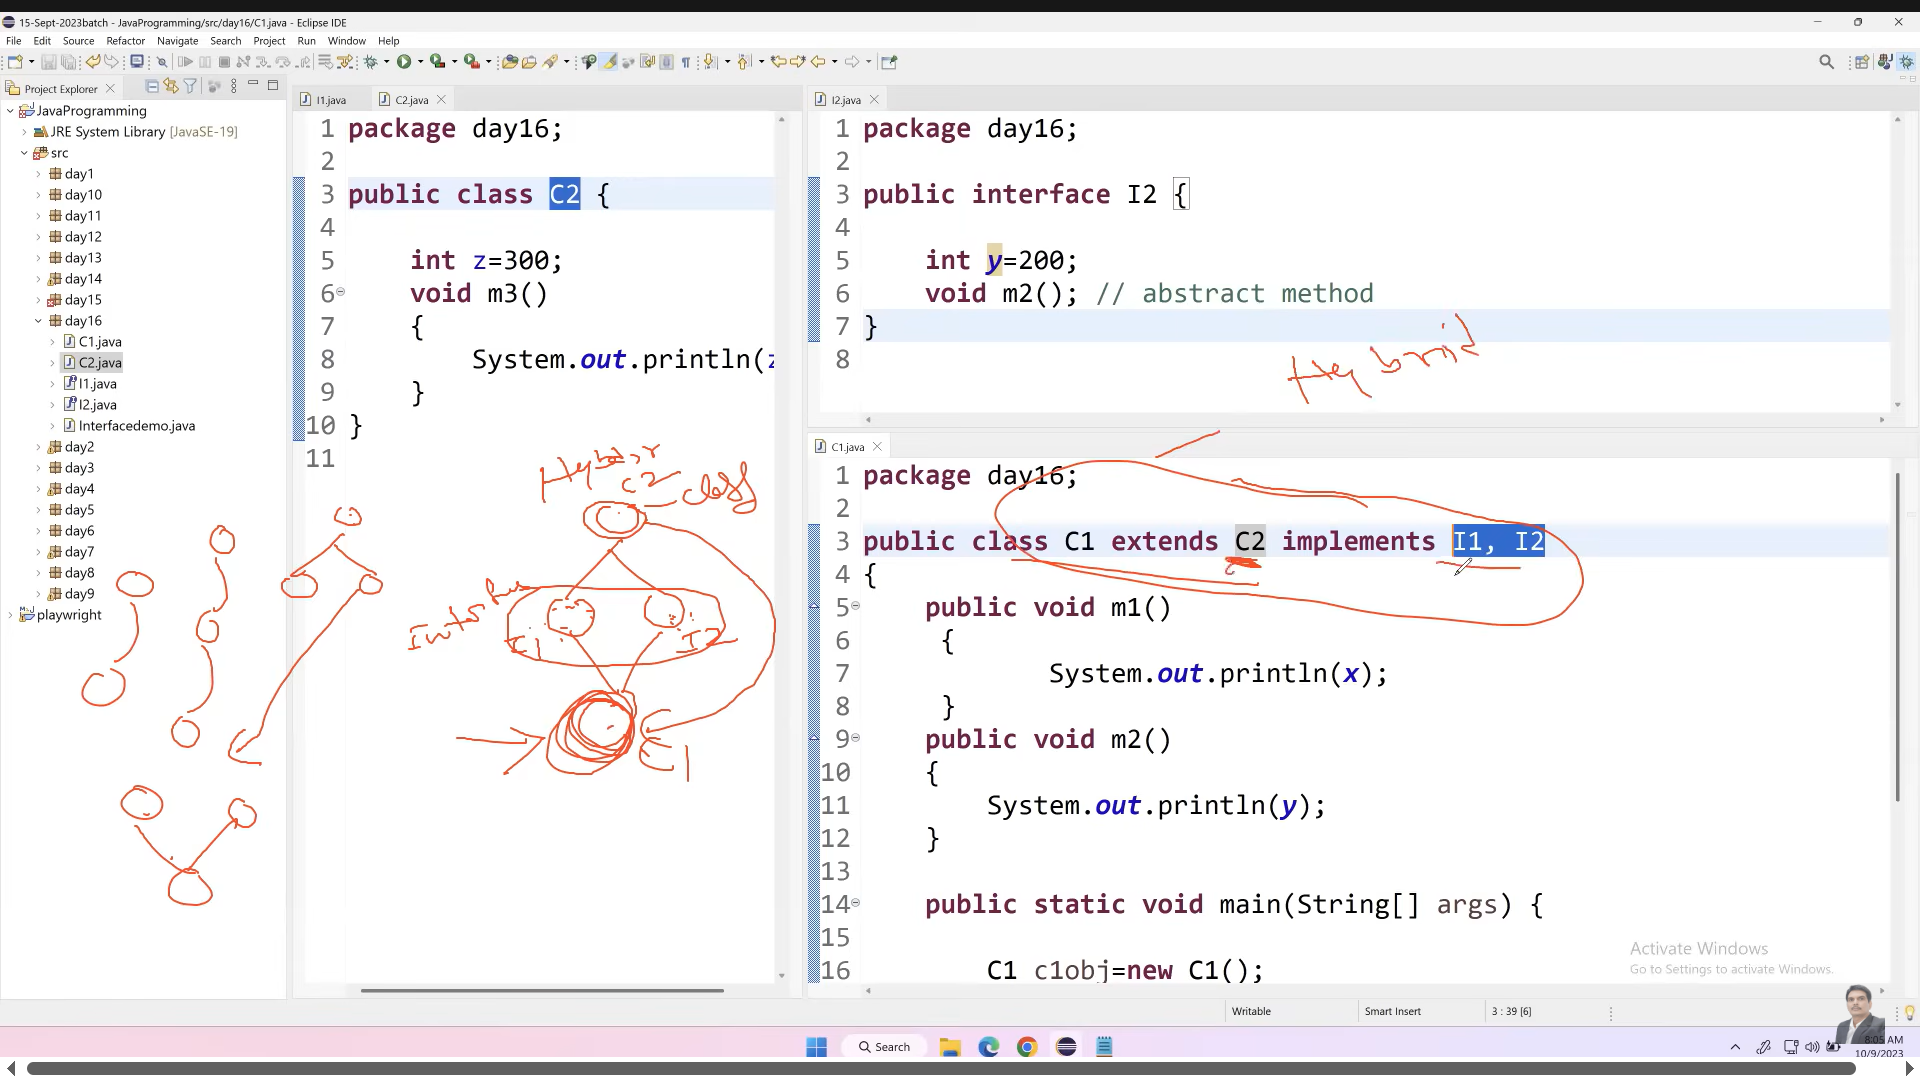 15-Sept-2023batch - JavaProgramming/src/day16/C1.java - Eclipse IDE
File Edit Source Refactor Navigate Search Project Run Window Help
Project Explorer
JavaProgramming
JRE System Library [JavaSE-19]
src
day1
day10
day11
day12
day13
day14
day15
day16
C1.java
C2.java
I1.java
I2.java
Interfacedemo.java
day2
day3
day4
day5
day6
day7
day8
day9
playwright
I1.java C2.java
1 package day16;
2
3 public class C2 {
4
5 int z=300;
6 void m3()
7 {
8 System.out.println(z
9 }
10 }
11
C2 class
I1 I2
C1
I2.java
1 package day16;
2
3 public interface I2 {
4
5 int y=200;
6 void m2(); // abstract method
7 }
8
Hybrid
C1.java
1 package day16;
2
3 public class C1 extends C2 implements I1, I2
4 {
5 public void m1()
6 {
7 System.out.println(x);
8 }
9 public void m2()
10 {
11 System.out.println(y);
12 }
13
14 public static void main(String[] args) {
15
16 C1 c1obj=new C1();
Activate Windows
Go to Settings to activate Windows.
Writable Smart Insert 3 : 39 [6]
Search
8:05 AM
10/9/2023